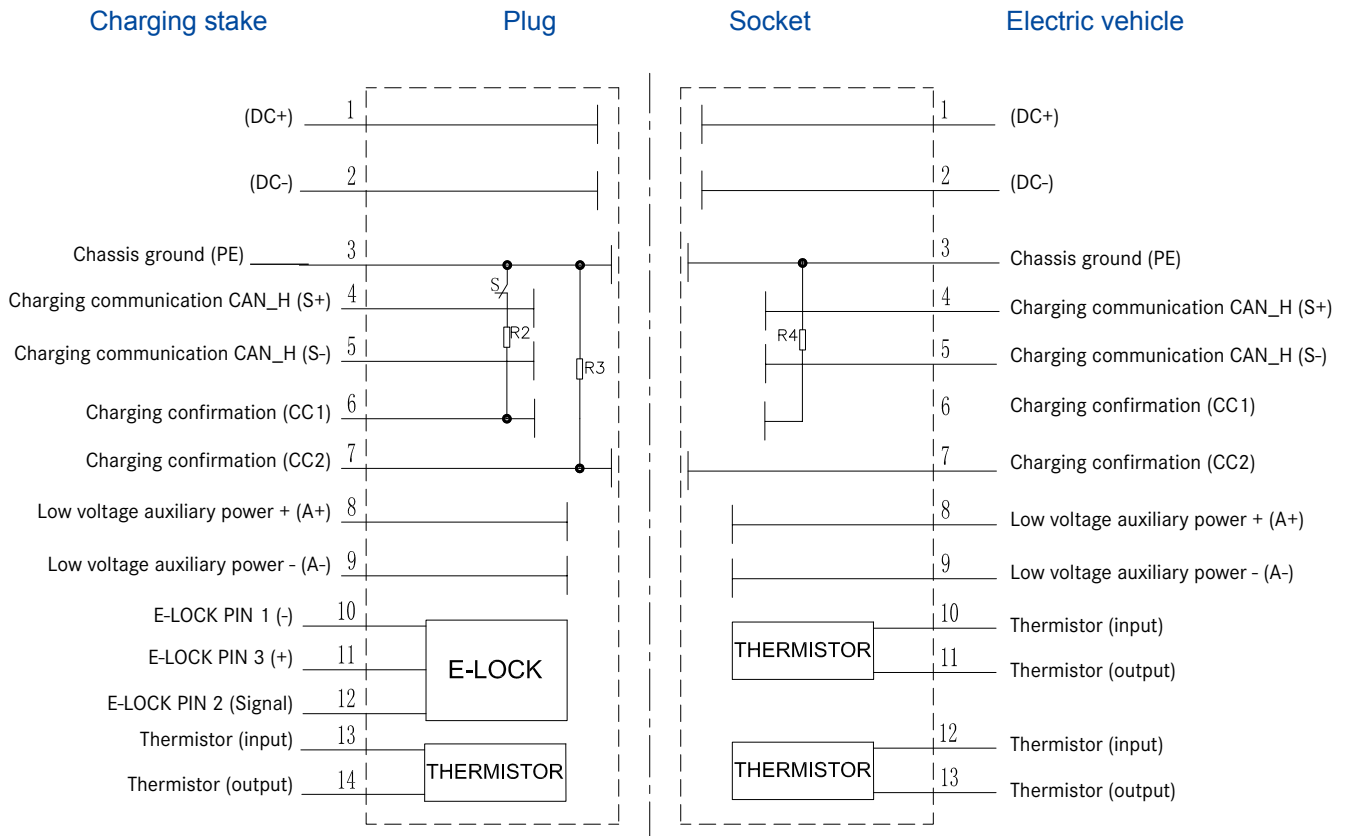 Charging stake Plug Socket Electric vehicle
(DC+) 1 1 (DC+)
(DC-) 2 2 (DC-)
Chassis ground (PE) 3 3 Chassis ground (PE)
S
Charging communication CAN_H (S+) 4 4 Charging communication CAN_H (S+)
R2 R4
Charging communication CAN_H (S-) 5 5 Charging communication CAN_H (S-)
R3
Charging confirmation (CC1) 6 6 Charging confirmation (CC1)
Charging confirmation (CC2) 7 7 Charging confirmation (CC2)
Low voltage auxiliary power + (A+) 8 8 Low voltage auxiliary power + (A+)
Low voltage auxiliary power - (A-) 9 9 Low voltage auxiliary power - (A-)
E-LOCK PIN 1 (-) 10 10 Thermistor (input)
THERMISTOR
E-LOCK PIN 3 (+) 11 E-LOCK 11 Thermistor (output)
E-LOCK PIN 2 (Signal) 12
Thermistor (input) 13 12 Thermistor (input)
THERMISTOR THERMISTOR
Thermistor (output) 14 13 Thermistor (output)